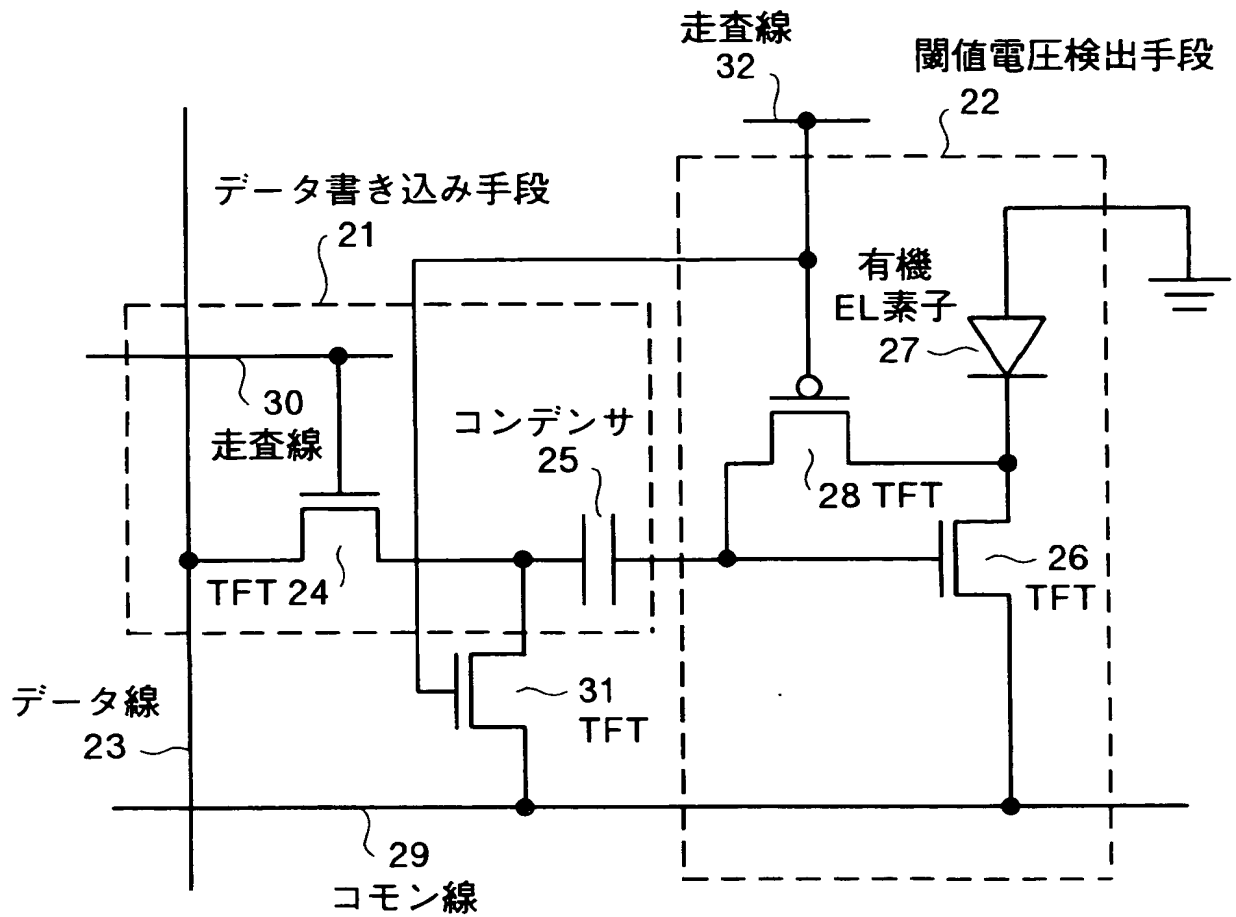 走査線
32
閾値電圧検出手段
22
データ書き込み手段
21
有機
EL素子
27
30
走査線
コンデンサ
25
28 TFT
TFT 24
26
TFT
31
TFT
データ線
23
29
コモン線